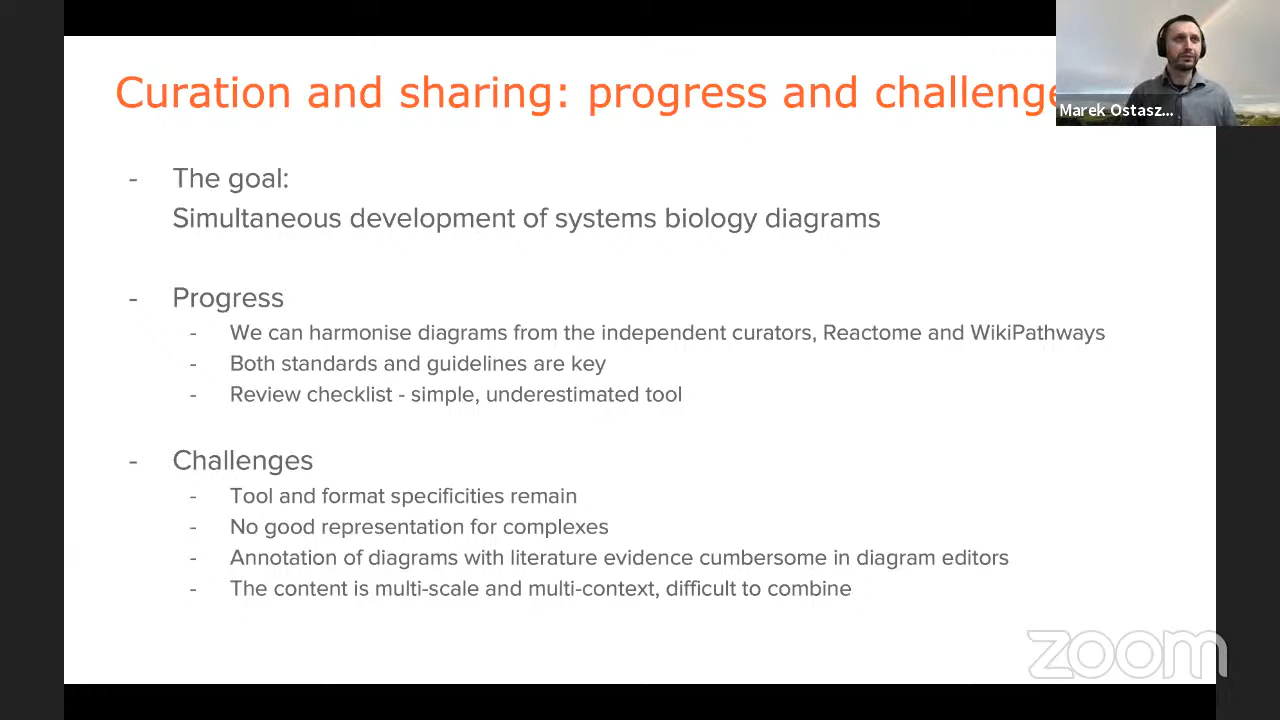 Curation and sharing: progress and challenge
Marek Ostasz...
- The goal:
Simultaneous development of systems biology diagrams
- Progress
- We can harmonise diagrams from the independent curators, Reactome and WikiPathways
- Both standards and guidelines are key
- Review checklist - simple, underestimated tool
- Challenges
- Tool and format specificities remain
- No good representation for complexes
- Annotation of diagrams with literature evidence cumbersome in diagram editors
- The content is multi-scale and multi-context, difficult to combine
zoom